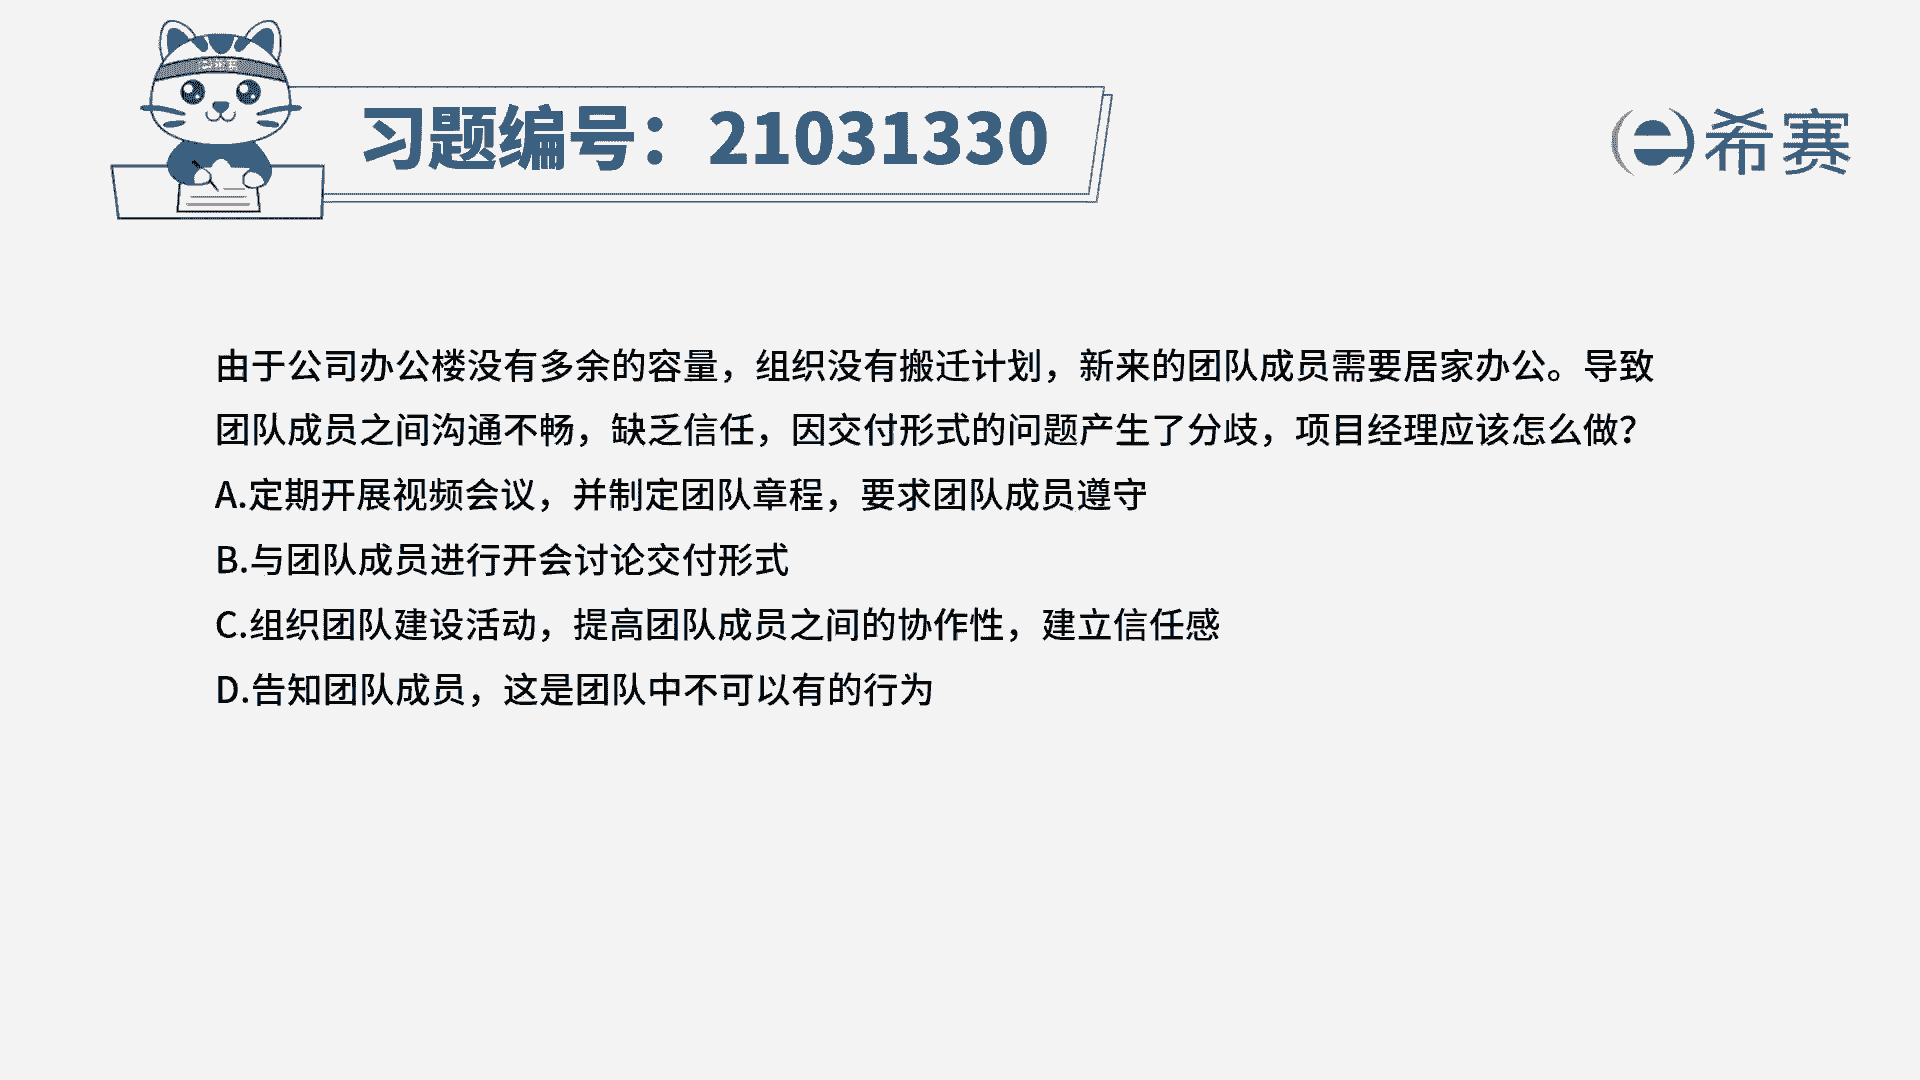 习题编号：21031330
希赛
由于公司办公楼没有多余的容量，组织没有搬迁计划，新来的团队成员需要居家办公。导致
团队成员之间沟通不畅，缺乏信任，因交付形式的问题产生了分歧，项目经理应该怎么做？
A.定期开展视频会议，并制定团队章程，要求团队成员遵守
B.与团队成员进行开会讨论交付形式
C.组织团队建设活动，提高团队成员之间的协作性，建立信任感
D.告知团队成员，这是团队中不可以有的行为